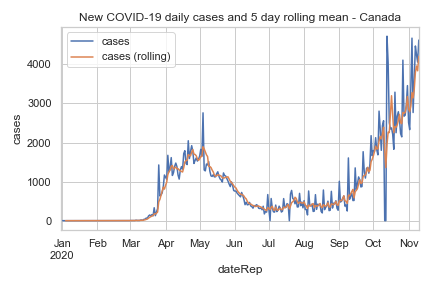 New COVID-19 daily cases and 5 day rolling mean - Canada
cases
cases (rolling)
4000
3000
2000
1000
0
cases
Jan Feb Mar Apr May Jun Jul Aug Sep Oct Nov
2020
dateRep